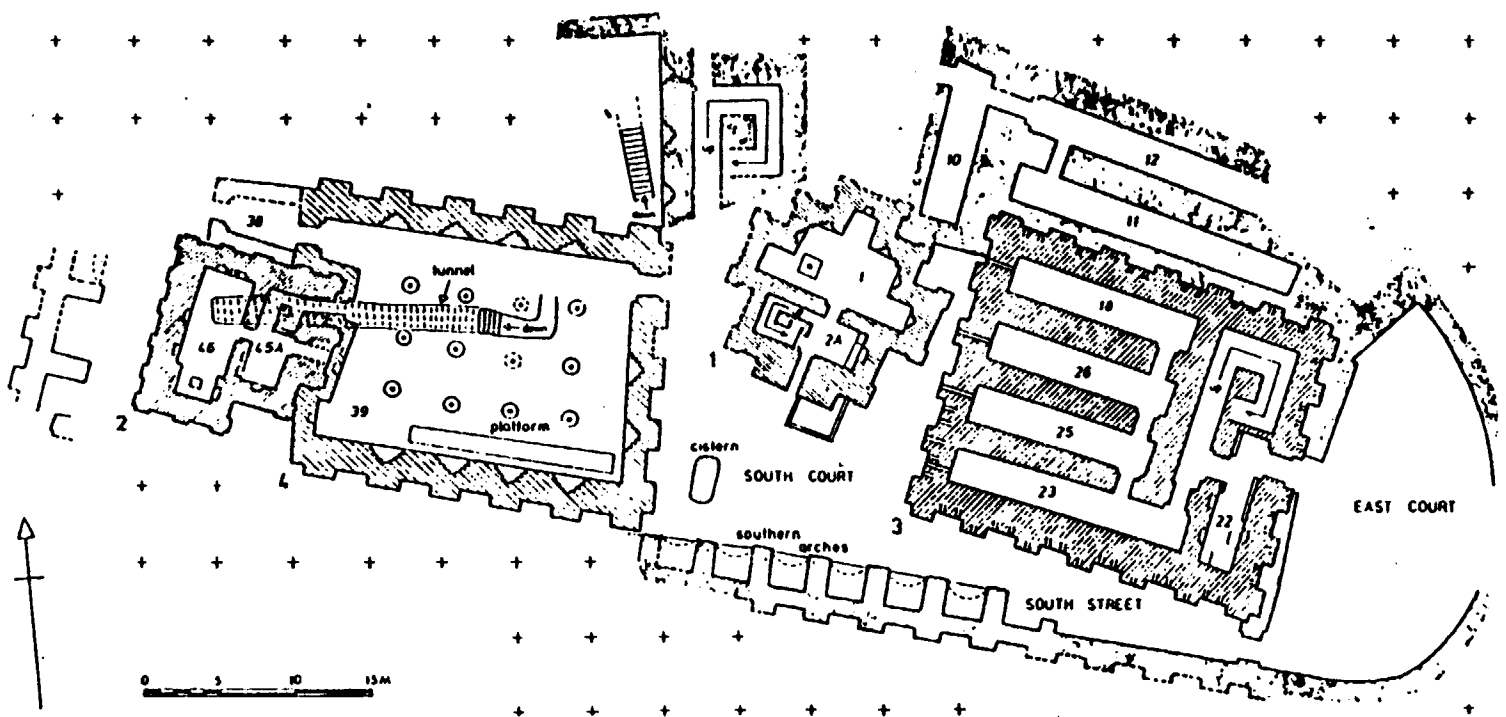 10
12
11
38
tunnel
1
18
down
46
45A
2A
26
1
39
platform
25
2
cistern
SOUTH COURT
23
22
EAST COURT
4
3
southern
arches
SOUTH STREET
0 5 10 15M